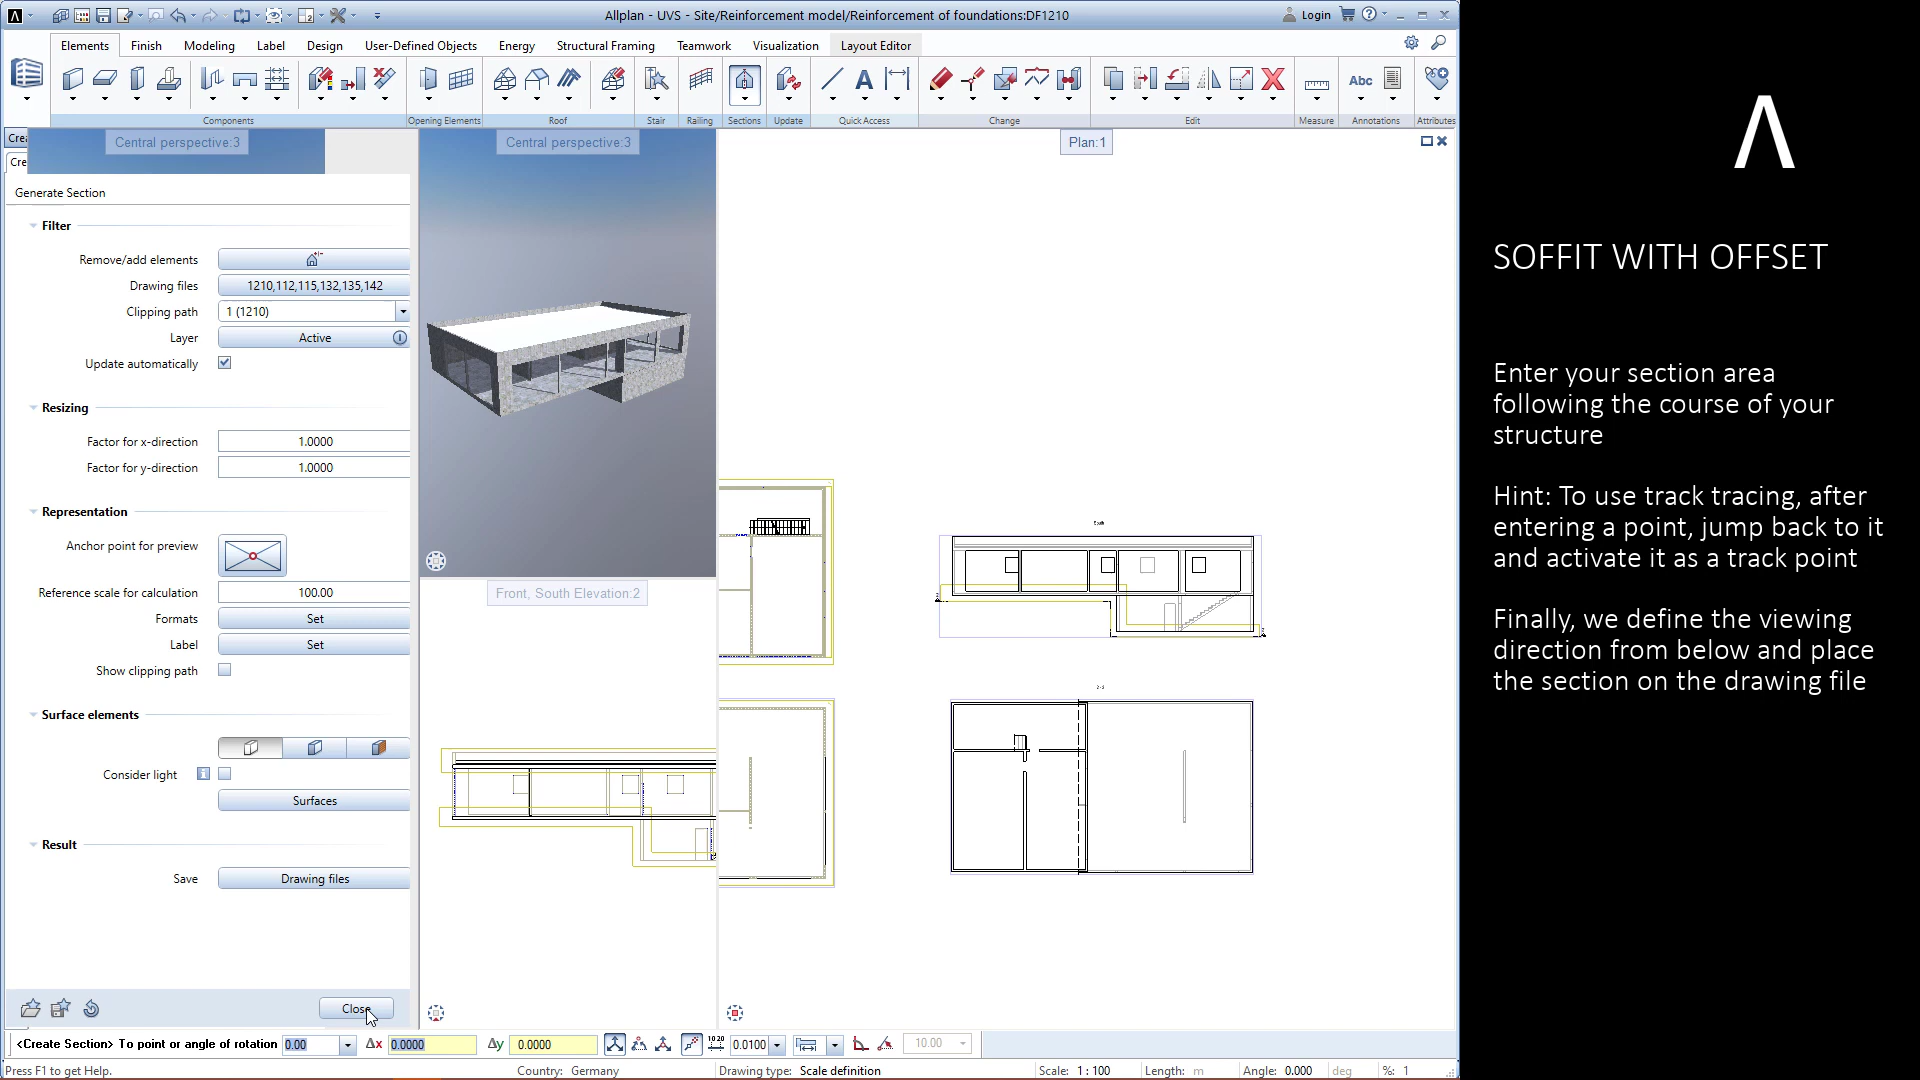 Allplan - UVS - Site/Reinforcement model/Reinforcement of foundations:DF1210
Login
Elements Finish Modeling Label Design User-Defined Objects Energy Structural Framing Teamwork Visualization Layout Editor
Abc
Components Opening Elements Roof Stair Railing Sections Update Quick Access Change Edit Measure Annotations Attributes
Crea
Cre
Central perspective:3
Central perspective:3
Plan:1
Generate Section
Filter
Remove/add elements
Drawing files 1210,112,115,132,135,142
Clipping path 1 (1210)
Layer Active
Update automatically
Resizing
Factor for x-direction 1.0000
Factor for y-direction 1.0000
Representation
Anchor point for preview
Reference scale for calculation 100.00
Formats Set
Label Set
Show clipping path
Surface elements
Consider light
Surfaces
Result
Save Drawing files
Close
Front, South Elevation:2
South
<Create Section> To point or angle of rotation 0.00 Δx 0.0000 Δy 0.0000 1020 0.0100 10.00
Press F1 to get Help. Country: Germany Drawing type: Scale definition Scale: 1 : 100 Length: m Angle: 0.000 deg %: 1
SOFFIT WITH OFFSET
Enter your section area
following the course of your
structure
Hint: To use track tracing, after
entering a point, jump back to it
and activate it as a track point
Finally, we define the viewing
direction from below and place
the section on the drawing file